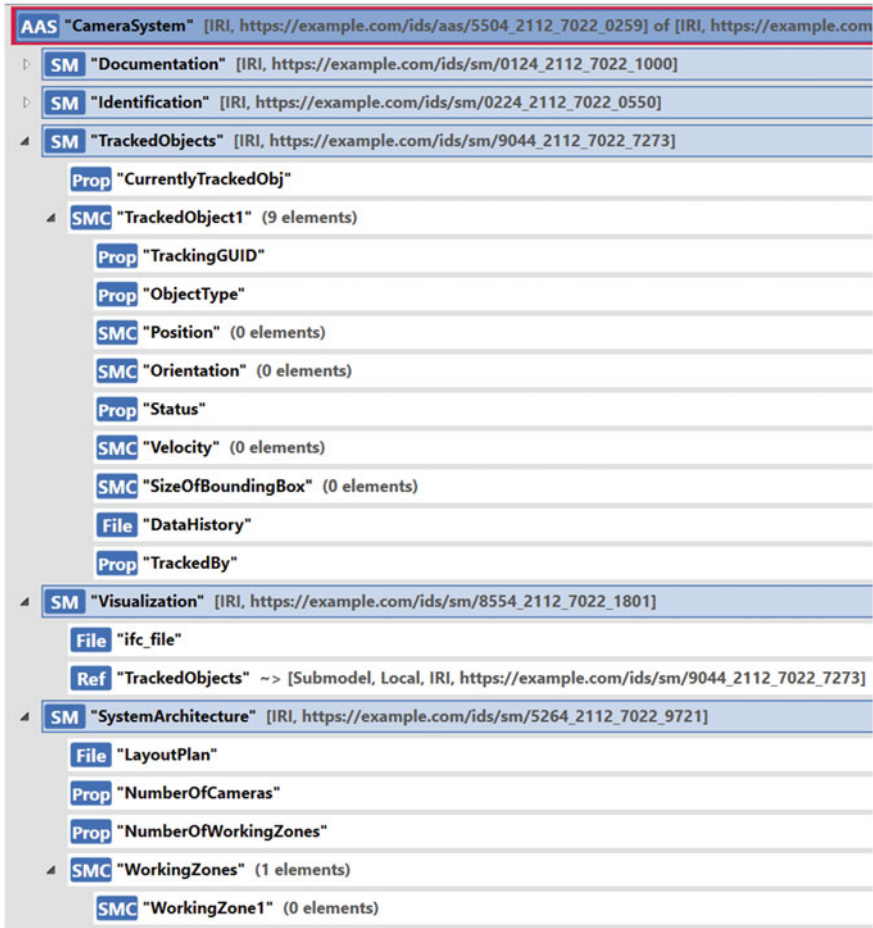 AAS "CameraSystem" [IRI, https://example.com/ids/aas/5504_2112_7022_0259] of [IRI, https://example.com
SM "Documentation" [IRI, https://example.com/ids/sm/0124_2112_7022_1000]
SM "Identification" [IRI, https://example.com/ids/sm/0224_2112_7022_0550]
SM "TrackedObjects" [IRI, https://example.com/ids/sm/9044_2112_7022_7273]
Prop "CurrentlyTrackedObj"
SMC "TrackedObject1" (9 elements)
Prop "TrackingGUID"
Prop "ObjectType"
SMC "Position" (0 elements)
SMC "Orientation" (0 elements)
Prop "Status"
SMC "Velocity" (0 elements)
SMC "SizeOfBoundingBox" (0 elements)
File "DataHistory"
Prop "TrackedBy"
SM "Visualization" [IRI, https://example.com/ids/sm/8554_2112_7022_1801]
File "ifc_file"
Ref "TrackedObjects" ~> [Submodel, Local, IRI, https://example.com/ids/sm/9044_2112_7022_7273]
SM "SystemArchitecture" [IRI, https://example.com/ids/sm/5264_2112_7022_9721]
File "LayoutPlan"
Prop "NumberOfCameras"
Prop "NumberOfWorkingZones"
SMC "WorkingZones" (1 elements)
SMC "WorkingZone1" (0 elements)